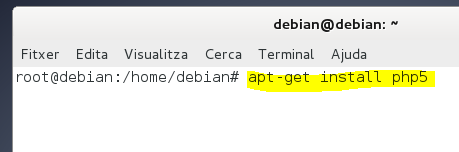 debian@debian: ~
Fitxer Edita Visualitza Cerca Terminal Ajuda
root@debian:/home/debian# apt-get install php5